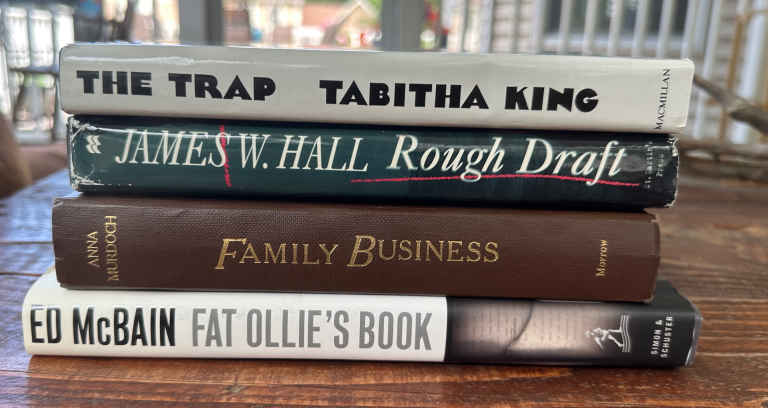 THE TRAP TABITHA KING MACMILLAN
JAMES W. HALL Rough Draft
ANNA
MURDOCH
FAMILY BUSINESS Morrow
ED McBAIN FAT OLLIE'S BOOK
SIMON &
SCHUSTER